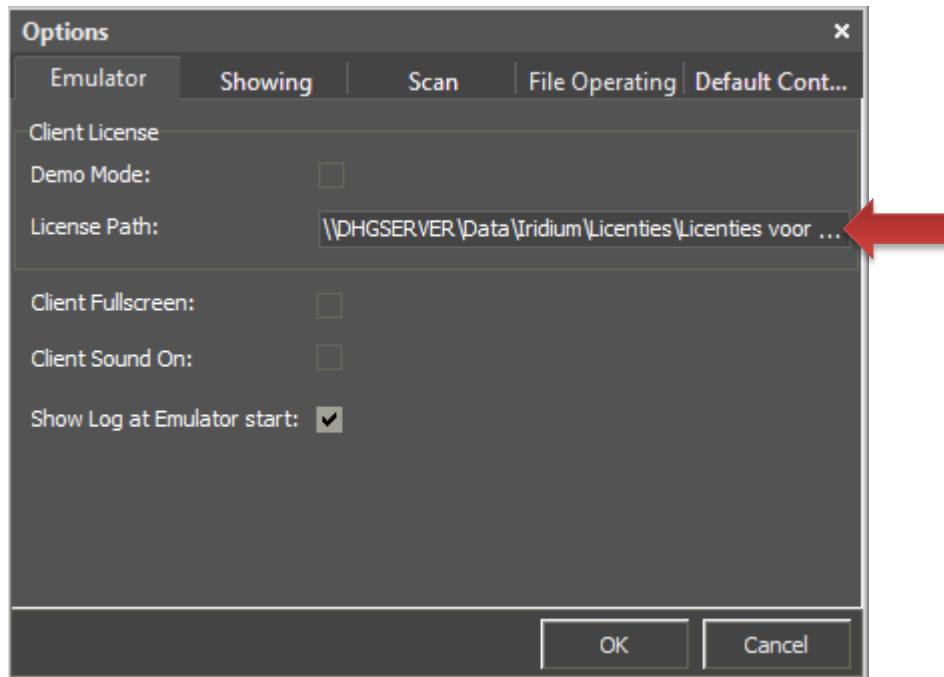 Options
Emulator Showing Scan File Operating Default Cont...
Client License
Demo Mode:
License Path: \\DHGSERVER\Data\Iridium\Licenties\Licenties voor ...
Client Fullscreen:
Client Sound On:
Show Log at Emulator start:
OK Cancel